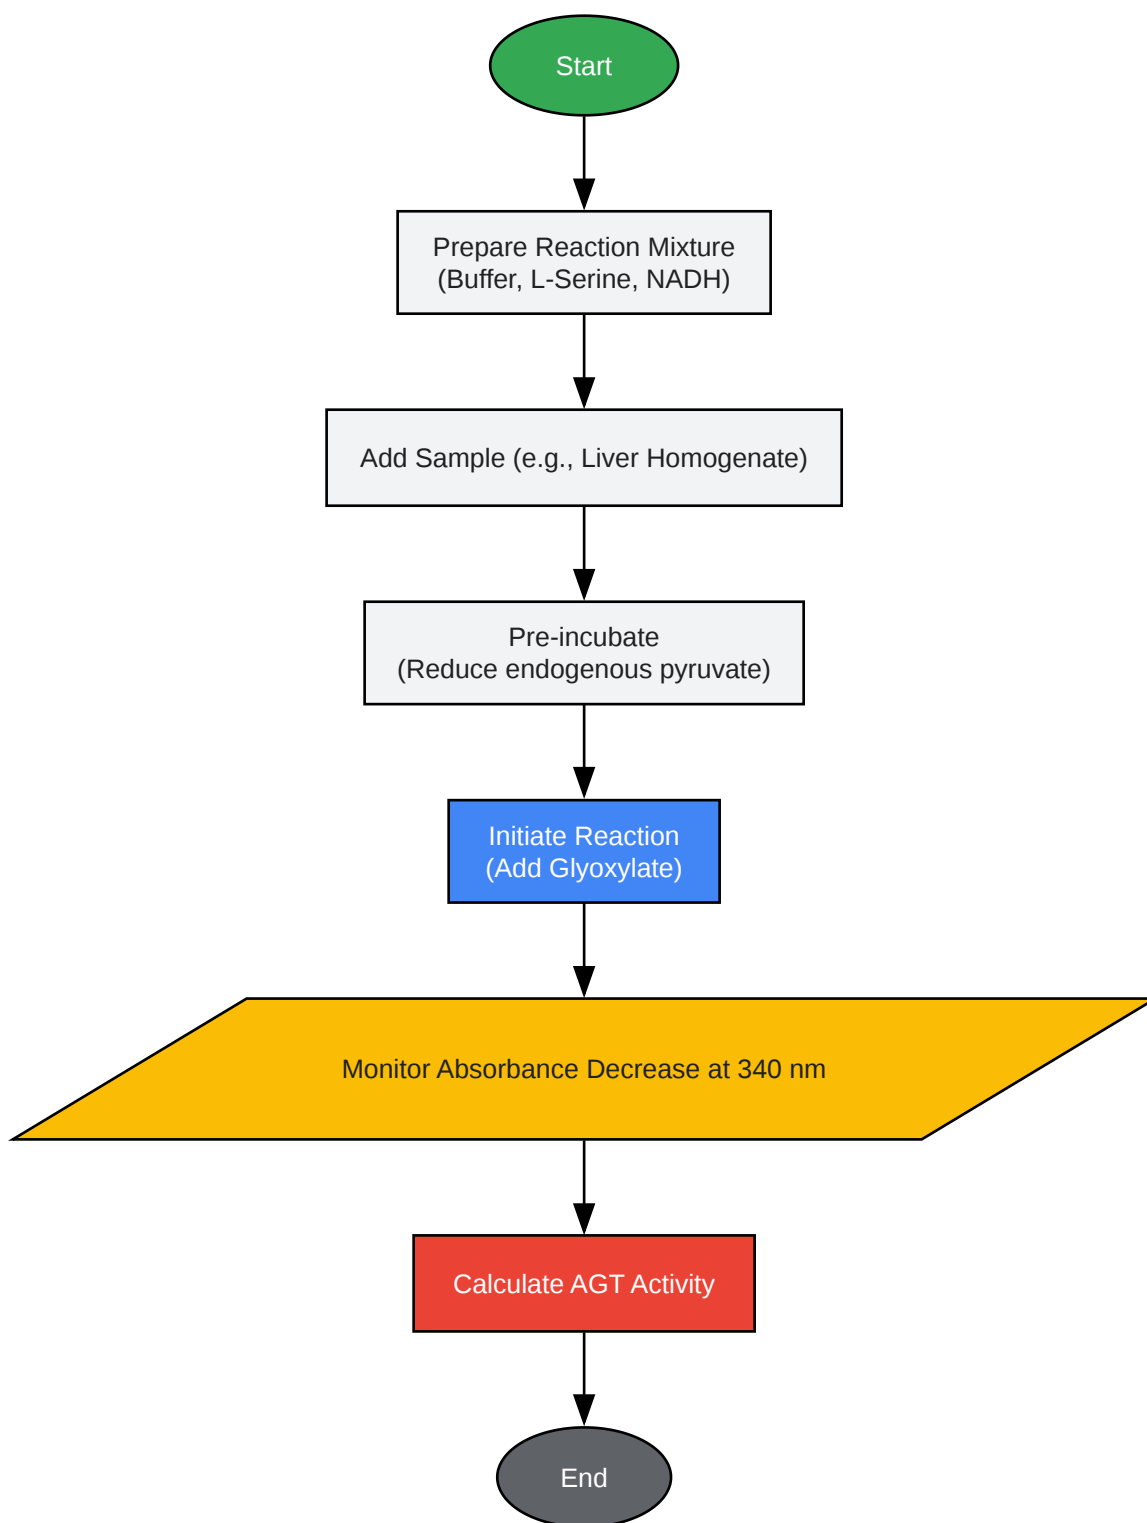 Start
Prepare Reaction Mixture
(Buffer, L-Serine, NADH)
Add Sample (e.g., Liver Homogenate)
Pre-incubate
(Reduce endogenous pyruvate)
Initiate Reaction
(Add Glyoxylate)
Monitor Absorbance Decrease at 340 nm
Calculate AGT Activity
End